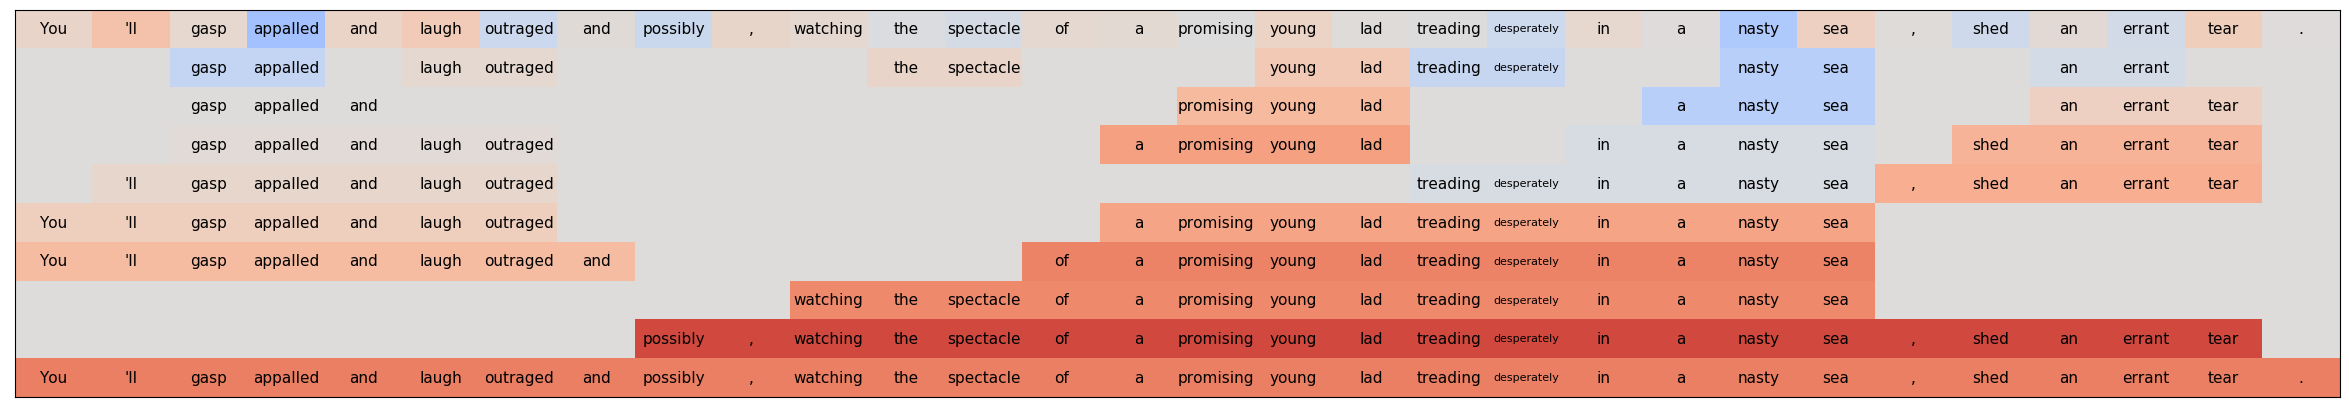 You 'll gasp appalled and laugh outraged and possibly , watching the spectacle of a promising young lad treading desperately in a nasty sea , shed an errant tear .
gasp appalled laugh outraged the spectacle young lad treading desperately nasty sea an errant
gasp appalled and promising young lad a nasty sea an errant tear
gasp appalled and laugh outraged a promising young lad in a nasty sea shed an errant tear
'll gasp appalled and laugh outraged treading desperately in a nasty sea , shed an errant tear
You 'll gasp appalled and laugh outraged a promising young lad treading desperately in a nasty sea
You 'll gasp appalled and laugh outraged and of a promising young lad treading desperately in a nasty sea
watching the spectacle of a promising young lad treading desperately in a nasty sea
possibly , watching the spectacle of a promising young lad treading desperately in a nasty sea , shed an errant tear
You 'll gasp appalled and laugh outraged and possibly , watching the spectacle of a promising young lad treading desperately in a nasty sea , shed an errant tear .